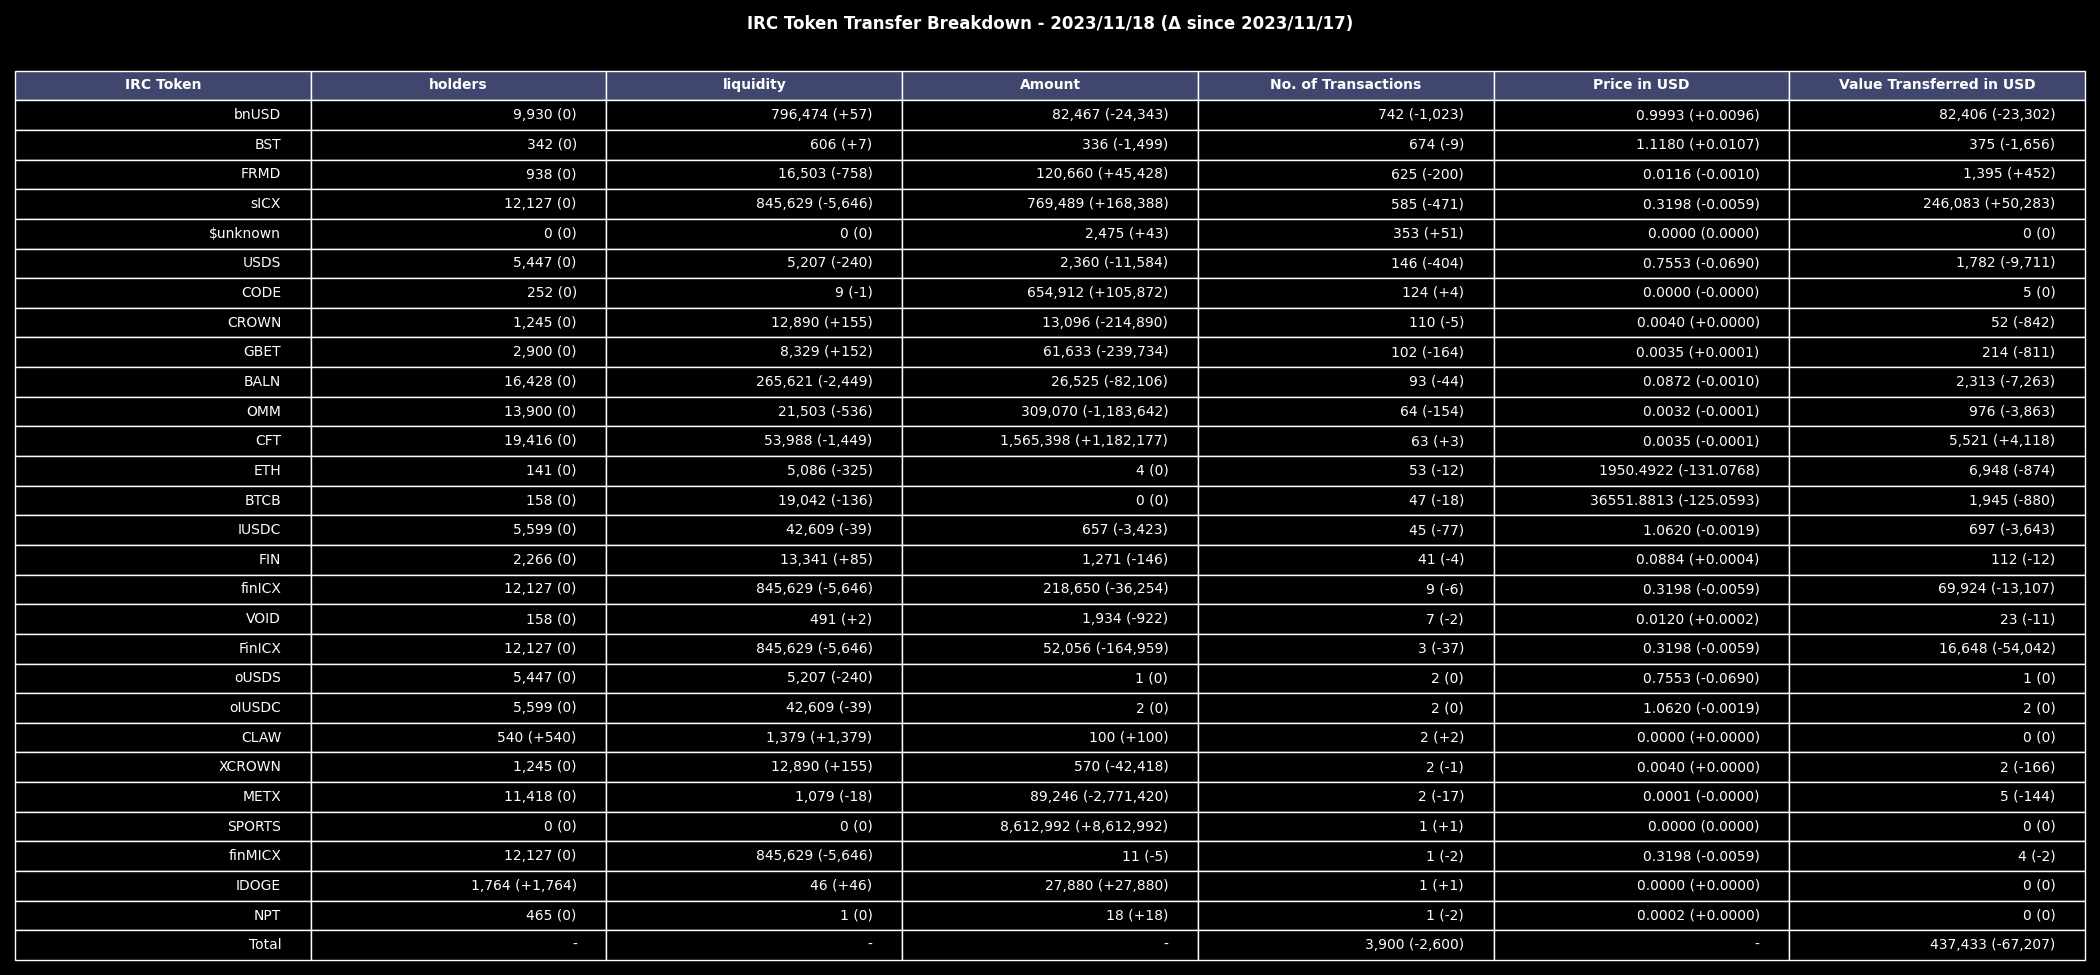 IRC Token Transfer Breakdown - 2023/11/18 (Δ since 2023/11/17)
IRC Token holders liquidity Amount No. of Transactions Price in USD Value Transferred in USD
bnUSD 9,930 (0) 796,474 (+57) 82,467 (-24,343) 742 (-1,023) 0.9993 (+0.0096) 82,406 (-23,302)
BST 342 (0) 606 (+7) 336 (-1,499) 674 (-9) 1.1180 (+0.0107) 375 (-1,656)
FRMD 938 (0) 16,503 (-758) 120,660 (+45,428) 625 (-200) 0.0116 (-0.0010) 1,395 (+452)
sICX 12,127 (0) 845,629 (-5,646) 769,489 (+168,388) 585 (-471) 0.3198 (-0.0059) 246,083 (+50,283)
$unknown 0 (0) 0 (0) 2,475 (+43) 353 (+51) 0.0000 (0.0000) 0 (0)
USDS 5,447 (0) 5,207 (-240) 2,360 (-11,584) 146 (-404) 0.7553 (-0.0690) 1,782 (-9,711)
CODE 252 (0) 9 (-1) 654,912 (+105,872) 124 (+4) 0.0000 (-0.0000) 5 (0)
CROWN 1,245 (0) 12,890 (+155) 13,096 (-214,890) 110 (-5) 0.0040 (+0.0000) 52 (-842)
GBET 2,900 (0) 8,329 (+152) 61,633 (-239,734) 102 (-164) 0.0035 (+0.0001) 214 (-811)
BALN 16,428 (0) 265,621 (-2,449) 26,525 (-82,106) 93 (-44) 0.0872 (-0.0010) 2,313 (-7,263)
OMM 13,900 (0) 21,503 (-536) 309,070 (-1,183,642) 64 (-154) 0.0032 (-0.0001) 976 (-3,863)
CFT 19,416 (0) 53,988 (-1,449) 1,565,398 (+1,182,177) 63 (+3) 0.0035 (-0.0001) 5,521 (+4,118)
ETH 141 (0) 5,086 (-325) 4 (0) 53 (-12) 1950.4922 (-131.0768) 6,948 (-874)
BTCB 158 (0) 19,042 (-136) 0 (0) 47 (-18) 36551.8813 (-125.0593) 1,945 (-880)
IUSDC 5,599 (0) 42,609 (-39) 657 (-3,423) 45 (-77) 1.0620 (-0.0019) 697 (-3,643)
FIN 2,266 (0) 13,341 (+85) 1,271 (-146) 41 (-4) 0.0884 (+0.0004) 112 (-12)
finICX 12,127 (0) 845,629 (-5,646) 218,650 (-36,254) 9 (-6) 0.3198 (-0.0059) 69,924 (-13,107)
VOID 158 (0) 491 (+2) 1,934 (-922) 7 (-2) 0.0120 (+0.0002) 23 (-11)
FinICX 12,127 (0) 845,629 (-5,646) 52,056 (-164,959) 3 (-37) 0.3198 (-0.0059) 16,648 (-54,042)
oUSDS 5,447 (0) 5,207 (-240) 1 (0) 2 (0) 0.7553 (-0.0690) 1 (0)
oIUSDC 5,599 (0) 42,609 (-39) 2 (0) 2 (0) 1.0620 (-0.0019) 2 (0)
CLAW 540 (+540) 1,379 (+1,379) 100 (+100) 2 (+2) 0.0000 (+0.0000) 0 (0)
XCROWN 1,245 (0) 12,890 (+155) 570 (-42,418) 2 (-1) 0.0040 (+0.0000) 2 (-166)
METX 11,418 (0) 1,079 (-18) 89,246 (-2,771,420) 2 (-17) 0.0001 (-0.0000) 5 (-144)
SPORTS 0 (0) 0 (0) 8,612,992 (+8,612,992) 1 (+1) 0.0000 (0.0000) 0 (0)
finMICX 12,127 (0) 845,629 (-5,646) 11 (-5) 1 (-2) 0.3198 (-0.0059) 4 (-2)
IDOGE 1,764 (+1,764) 46 (+46) 27,880 (+27,880) 1 (+1) 0.0000 (+0.0000) 0 (0)
NPT 465 (0) 1 (0) 18 (+18) 1 (-2) 0.0002 (+0.0000) 0 (0)
Total - - - 3,900 (-2,600) - 437,433 (-67,207)